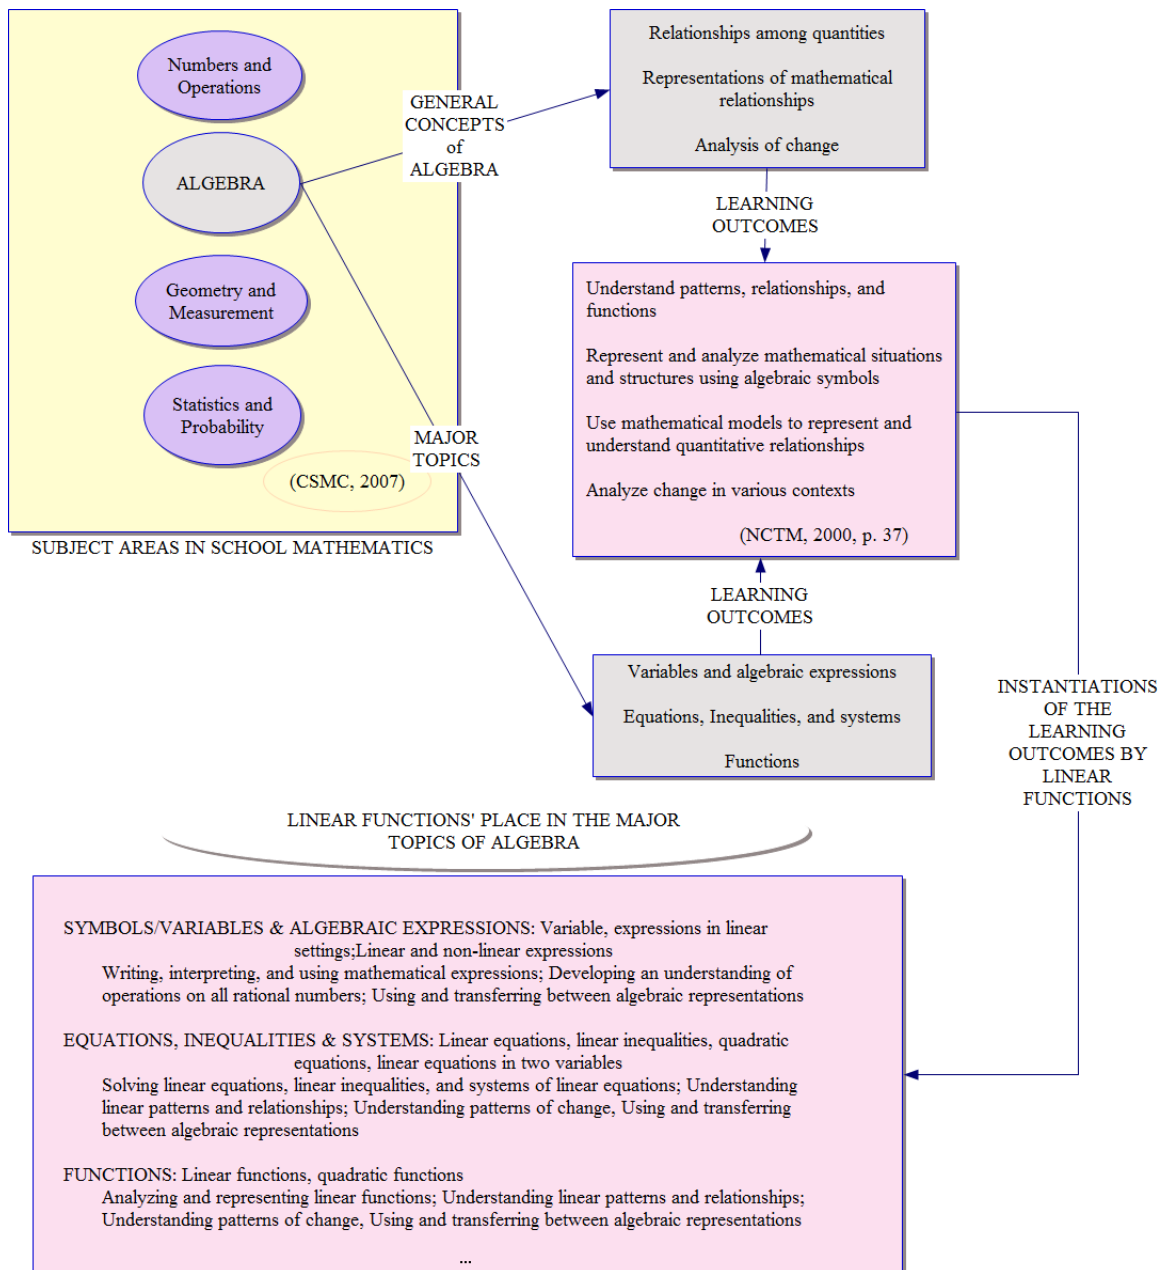 Numbers and
Operations
ALGEBRA
Geometry and
Measurement
Statistics and
Probability
(CSMC, 2007)
SUBJECT AREAS IN SCHOOL MATHEMATICS
GENERAL
CONCEPTS
of
ALGEBRA
MAJOR
TOPICS
Relationships among quantities
Representations of mathematical
relationships
Analysis of change
LEARNING
OUTCOMES
Understand patterns, relationships, and
functions
Represent and analyze mathematical situations
and structures using algebraic symbols
Use mathematical models to represent and
understand quantitative relationships
Analyze change in various contexts
(NCTM, 2000, p. 37)
LEARNING
OUTCOMES
Variables and algebraic expressions
Equations, Inequalities, and systems
Functions
INSTANTIATIONS
OF THE
LEARNING
OUTCOMES BY
LINEAR
FUNCTIONS
LINEAR FUNCTIONS' PLACE IN THE MAJOR
TOPICS OF ALGEBRA
SYMBOLS/VARIABLES & ALGEBRAIC EXPRESSIONS: Variable, expressions in linear
settings;Linear and non-linear expressions
Writing, interpreting, and using mathematical expressions; Developing an understanding of
operations on all rational numbers; Using and transferring between algebraic representations
EQUATIONS, INEQUALITIES & SYSTEMS: Linear equations, linear inequalities, quadratic
equations, linear equations in two variables
Solving linear equations, linear inequalities, and systems of linear equations; Understanding
linear patterns and relationships; Understanding patterns of change, Using and transferring
between algebraic representations
FUNCTIONS: Linear functions, quadratic functions
Analyzing and representing linear functions; Understanding linear patterns and relationships;
Understanding patterns of change, Using and transferring between algebraic representations
...